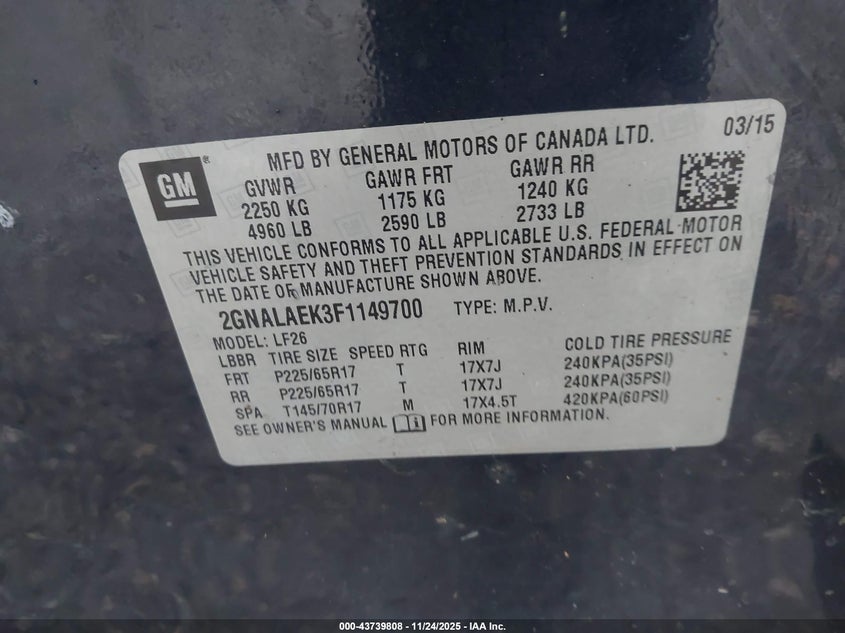 03/15
GM ®
MFD BY GENERAL MOTORS OF CANADA LTD.
GVWR GAWR FRT GAWR RR
2250 KG 1175 KG 1240 KG
4960 LB 2590 LB 2733 LB
THIS VEHICLE CONFORMS TO ALL APPLICABLE U.S. FEDERAL MOTOR
VEHICLE SAFETY AND THEFT PREVENTION STANDARDS IN EFFECT ON
THE DATE OF MANUFACTURE SHOWN ABOVE.
2GNALAEK3F1149700 TYPE: M.P.V.
MODEL: LF26
LBBR TIRE SIZE SPEED RTG RIM COLD TIRE PRESSURE
FRT P225/65R17 T 17X7J 240KPA(35PSI)
RR P225/65R17 T 17X7J 240KPA(35PSI)
SPA T145/70R17 M 17X4.5T 420KPA(60PSI)
SEE OWNER'S MANUAL FOR MORE INFORMATION.
000-43739808 - 11/24/2025 - IAA Inc.